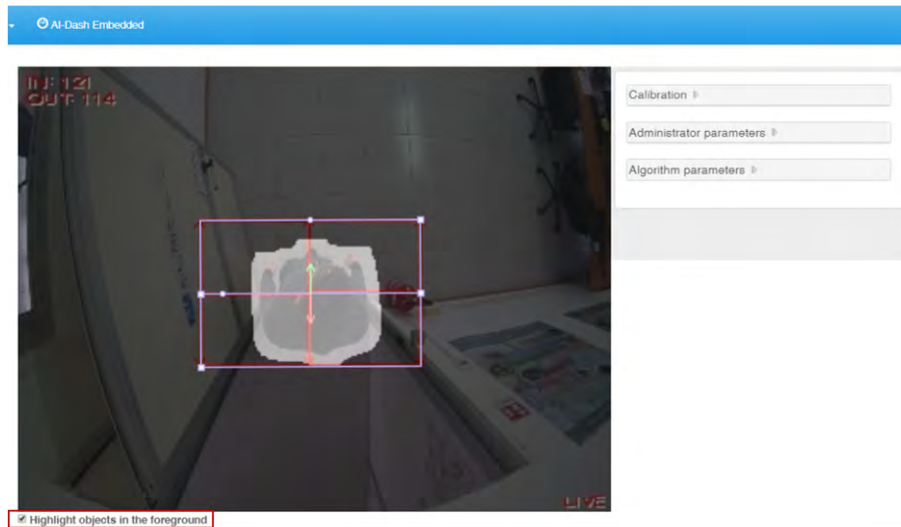 AI-Dash Embedded
IN: 121
OUT: 114
Calibration
Administrator parameters
Algorithm parameters
LIVE
Highlight objects in the foreground